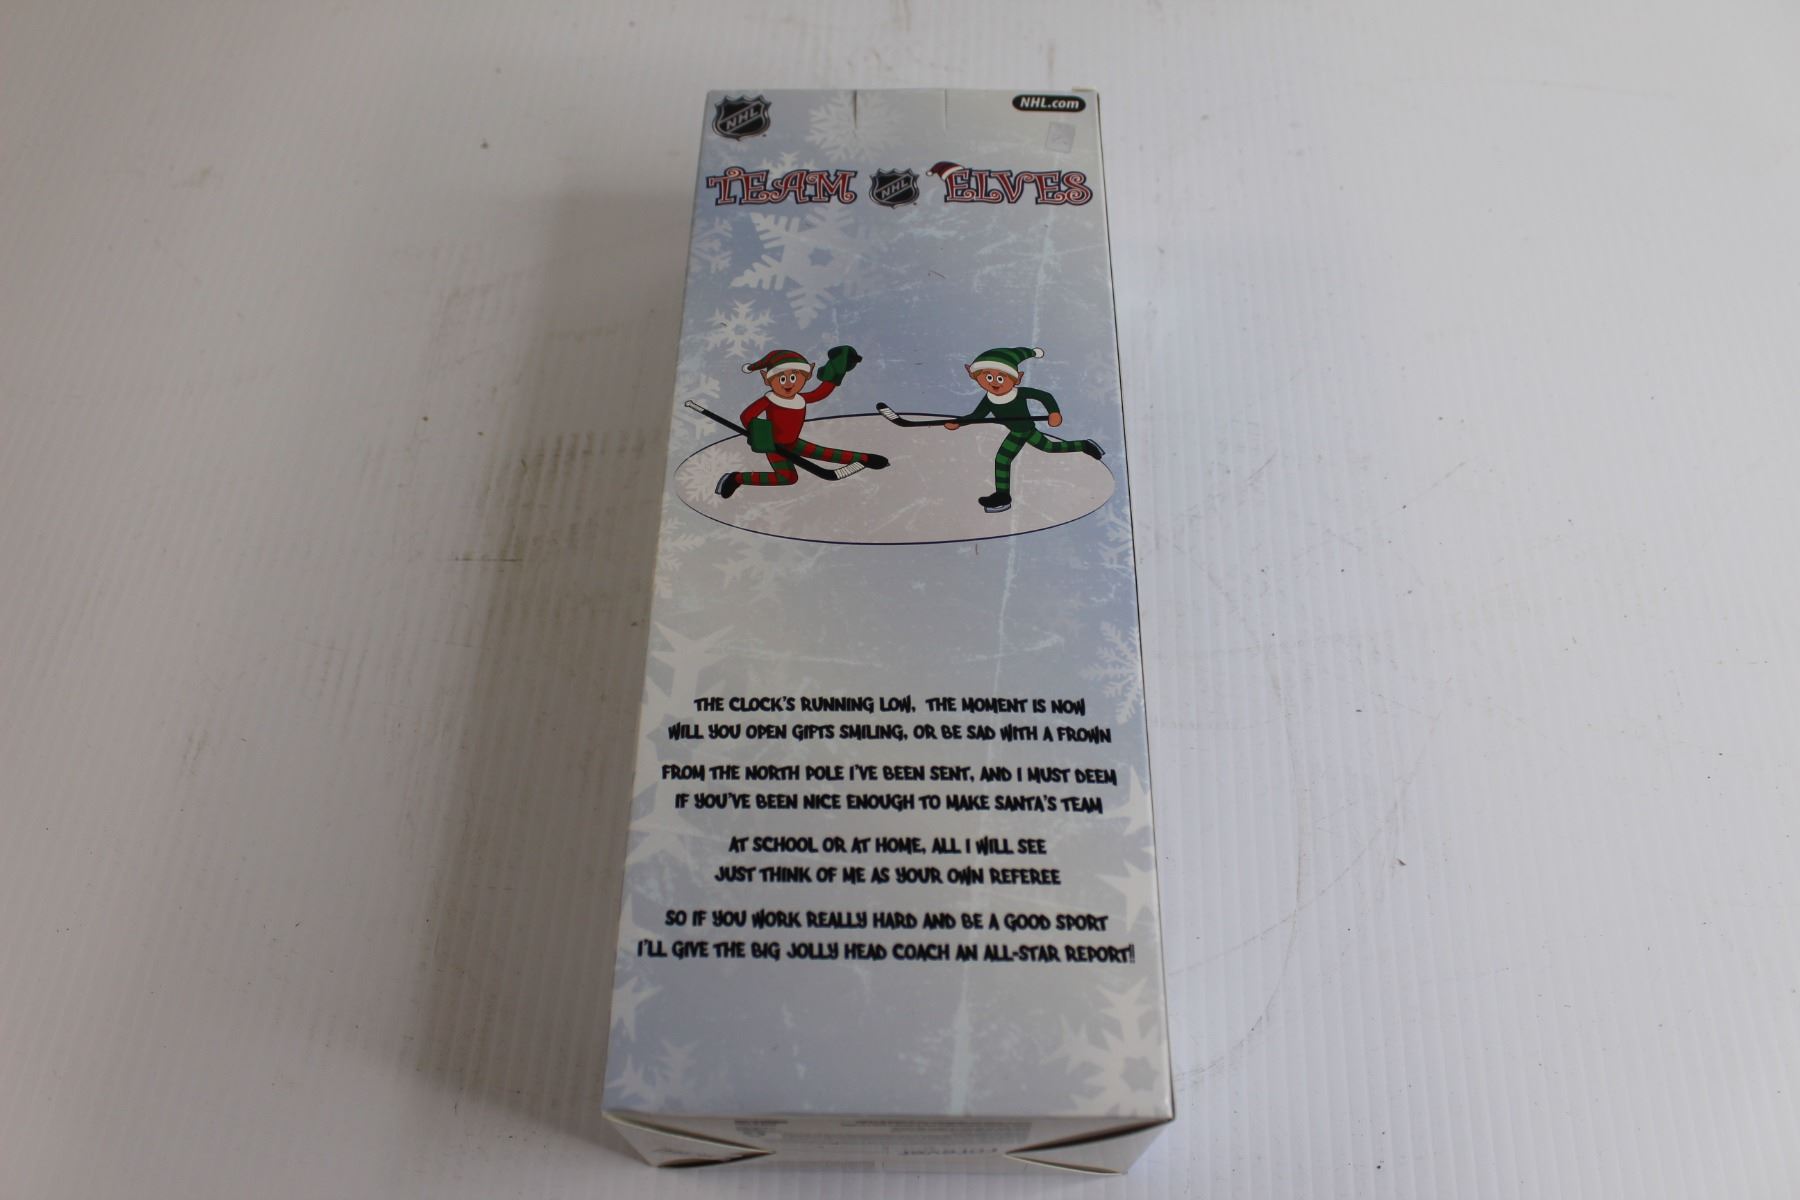 NHL
NHL.com
TEAM NHL ELVES
THE CLOCK'S RUNNING LOW, THE MOMENT IS NOW
WILL YOU OPEN GIFTS SMILING, OR BE SAD WITH A FROWN
FROM THE NORTH POLE I'VE BEEN SENT, AND I MUST DEEM
IF YOU'VE BEEN NICE ENOUGH TO MAKE SANTA'S TEAM
AT SCHOOL OR AT HOME, ALL I WILL SEE
JUST THINK OF ME AS YOUR OWN REFEREE
SO IF YOU WORK REALLY HARD AND BE A GOOD SPORT
I'LL GIVE THE BIG JOLLY HEAD COACH AN ALL-STAR REPORT!!